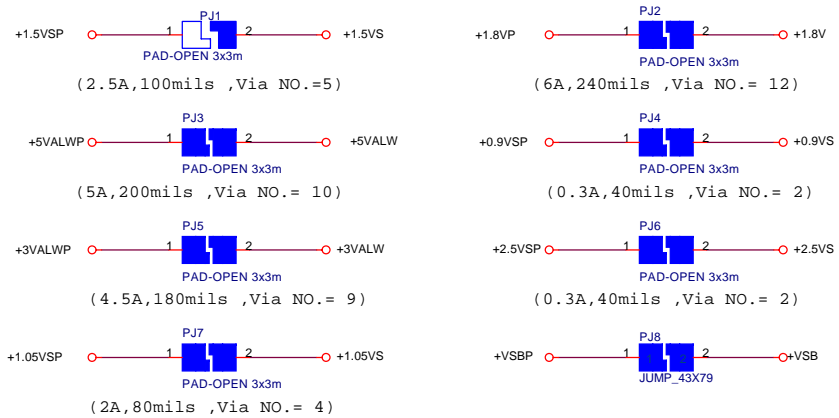 PJ1
+1.5VSP 1 2 +1.5VS
PAD-OPEN 3x3m
(2.5A,100mils ,Via NO.=5)
PJ2
+1.8VP 1 2 +1.8V
PAD-OPEN 3x3m
(6A,240mils ,Via NO.= 12)
PJ3
+5VALWP 1 2 +5VALW
PAD-OPEN 3x3m
(5A,200mils ,Via NO.= 10)
PJ4
+0.9VSP 1 2 +0.9VS
PAD-OPEN 3x3m
(0.3A,40mils ,Via NO.= 2)
PJ5
+3VALWP 1 2 +3VALW
PAD-OPEN 3x3m
(4.5A,180mils ,Via NO.= 9)
PJ6
+2.5VSP 1 2 +2.5VS
PAD-OPEN 3x3m
(0.3A,40mils ,Via NO.= 2)
PJ7
+1.05VSP 1 2 +1.05VS
PAD-OPEN 3x3m
(2A,80mils ,Via NO.= 4)
PJ8
+VSBP 1 1 2 2 +VSB
JUMP_43X79